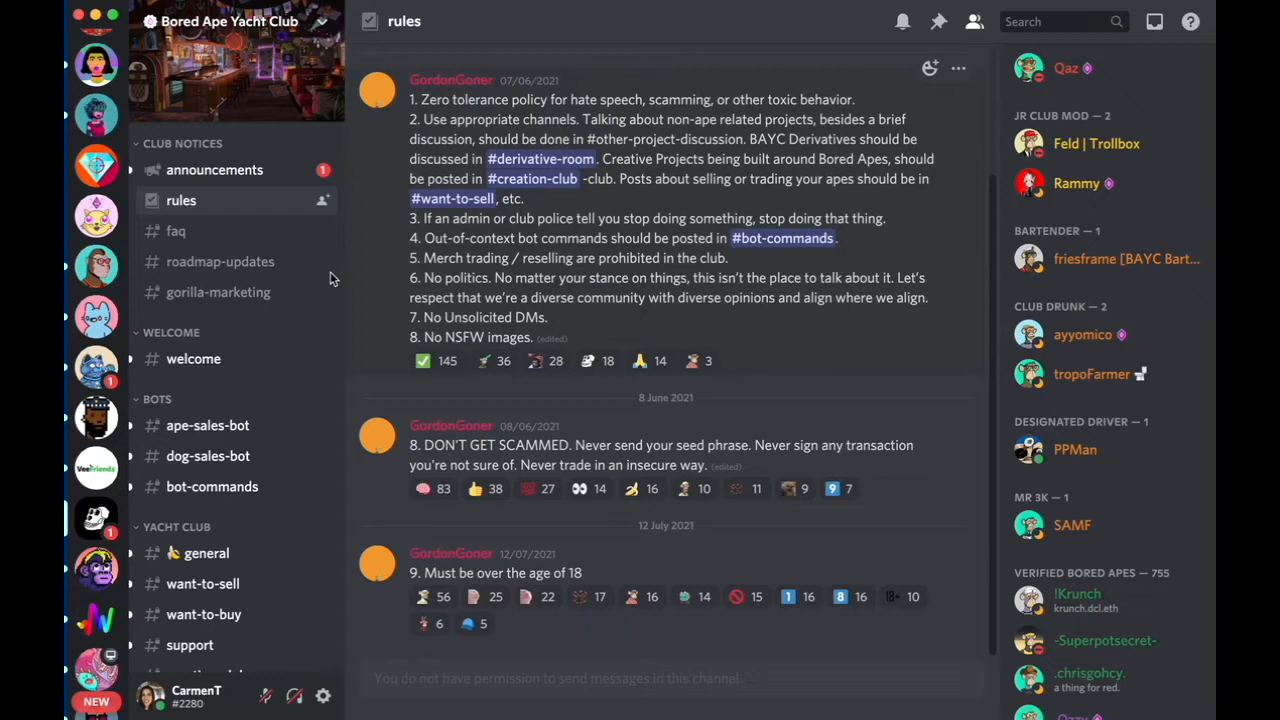 Bored Ape Yacht Club
CLUB NOTICES
announcements
1
rules
faq
roadmap-updates
gorilla-marketing
WELCOME
welcome
BOTS
ape-sales-bot
dog-sales-bot
bot-commands
YACHT CLUB
general
want-to-sell
want-to-buy
support
CarmenT
#2280
1
VeeFriends
1
NEW
rules
Search
GordonGoner 07/06/2021
1. Zero tolerance policy for hate speech, scamming, or other toxic behavior.
2. Use appropriate channels. Talking about non-ape related projects, besides a brief
discussion, should be done in #other-project-discussion. BAYC Derivatives should be
discussed in #derivative-room. Creative Projects being built around Bored Apes, should
be posted in #creation-club -club. Posts about selling or trading your apes should be in
#want-to-sell, etc.
3. If an admin or club police tell you stop doing something, stop doing that thing.
4. Out-of-context bot commands should be posted in #bot-commands.
5. Merch trading / reselling are prohibited in the club.
6. No politics. No matter your stance on things, this isn't the place to talk about it. Let's
respect that we're a diverse community with diverse opinions and align where we align.
7. No Unsolicited DMs.
8. No NSFW images. (edited)
145 36 28 18 14 3
8 June 2021
GordonGoner 08/06/2021
8. DON'T GET SCAMMED. Never send your seed phrase. Never sign any transaction
you're not sure of. Never trade in an insecure way. (edited)
83 38 27 14 16 10 11 9 9 7
12 July 2021
GordonGoner 12/07/2021
9. Must be over the age of 18
56 25 22 17 16 14 15 1 16 8 16 18+ 10
6 5
You do not have permission to send messages in this channel.
Qaz
JR CLUB MOD — 2
Feld | Trollbox
Rammy
BARTENDER — 1
friesframe [BAYC Bart...
CLUB DRUNK — 2
ayyomico
tropoFarmer
DESIGNATED DRIVER — 1
PPMan
MR 3K — 1
SAMF
VERIFIED BORED APES — 755
!Krunch
krunch.dcl.eth
-Superpotsecret-
.chrisgohcy.
a thing for red.